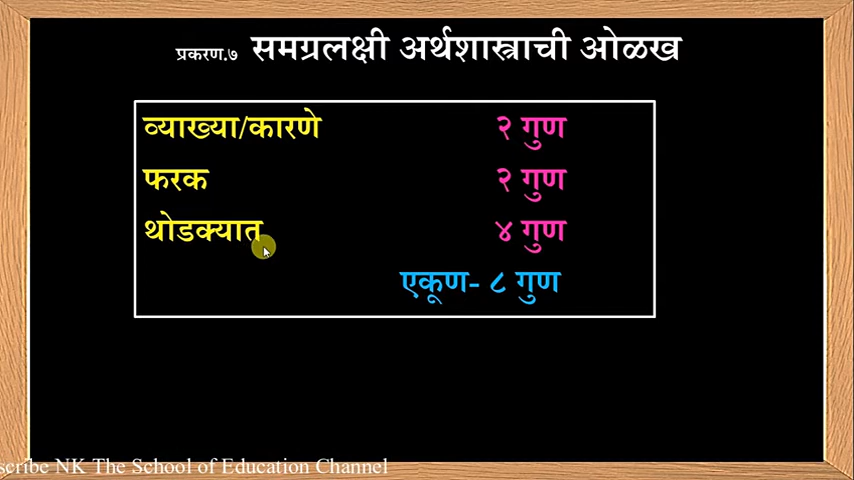 प्रकरण.७ समग्रलक्षी अर्थशास्त्राची ओळख
व्याख्या/कारणे २ गुण
फरक २ गुण
थोडक्यात ४ गुण
एकूण- ८ गुण
scribe NK The School of Education Channel